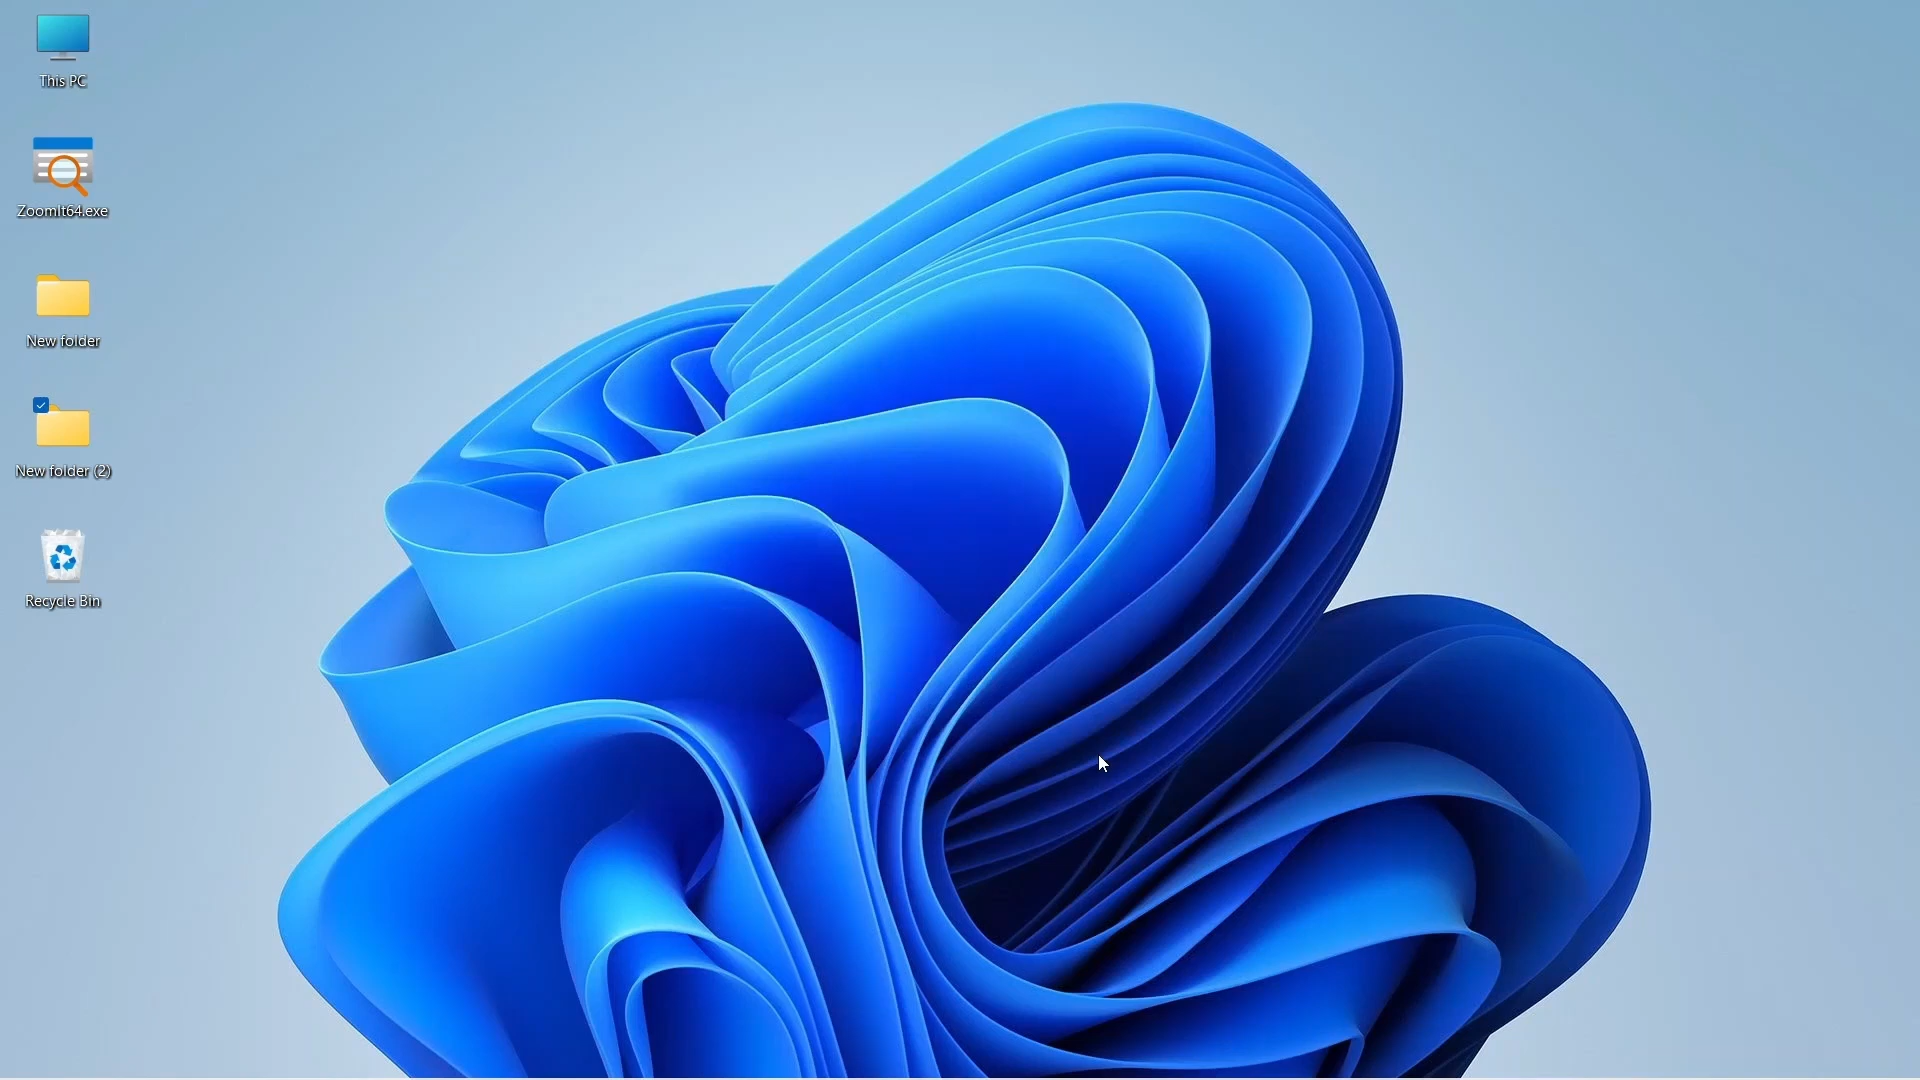 This PC
ZoomIt64.exe
New folder
New folder (2)
Recycle Bin